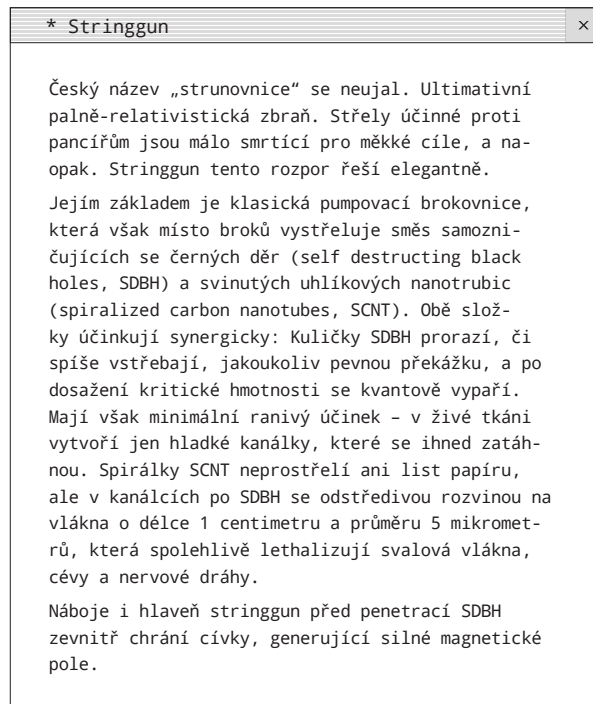 * Stringgun ×
Český název „strunovnice“ se neujal. Ultimativní
palně-relativistická zbraň. Střely účinné proti
pancířům jsou málo smrtící pro měkké cíle, a na-
opak. Stringgun tento rozpor řeší elegantně.
Jejím základem je klasická pumpovací brokovnice,
která však místo broků vystřeluje směs samozni-
čujících se černých děr (self destructing black
holes, SDBH) a svinutých uhlíkových nanotrubic
(spiralized carbon nanotubes, SCNT). Obě slož-
ky účinkují synergicky: Kuličky SDBH prorazí, či
spíše vstřebají, jakoukoliv pevnou překážku, a po
dosažení kritické hmotnosti se kvantově vypaří.
Mají však minimální ranivý účinek – v živé tkáni
vytvoří jen hladké kanálky, které se ihned zatáh-
nou. Spirálky SCNT neprostřelí ani list papíru,
ale v kanálcích po SDBH se odstředivou rozvinou na
vlákna o délce 1 centimetru a průměru 5 mikromet-
rů, která spolehlivě lethalizují svalová vlákna,
cévy a nervové dráhy.
Náboje i hlaveň stringgun před penetrací SDBH
zevnitř chrání cívky, generující silné magnetické
pole.